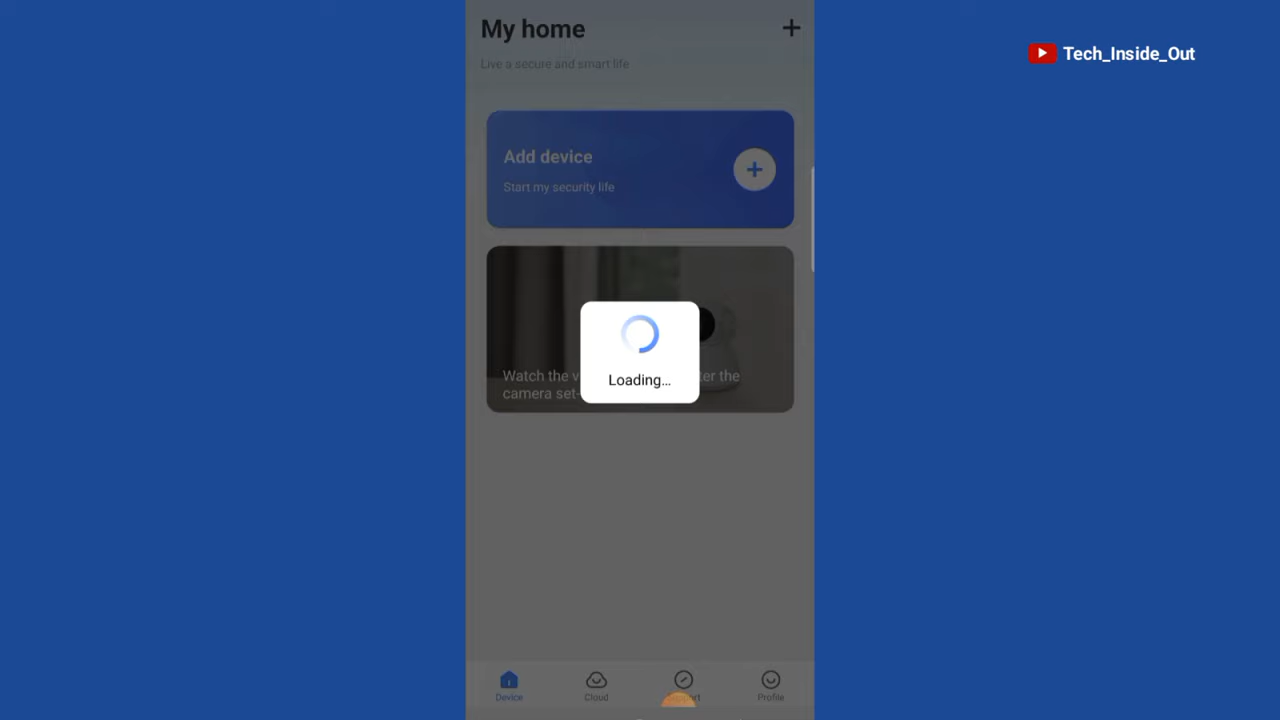 My home
Tech_Inside_Out
Live a secure and smart life
Add device
Start my security life
Watch the ter the
camera set-
Loading...
Device
Cloud
Profile